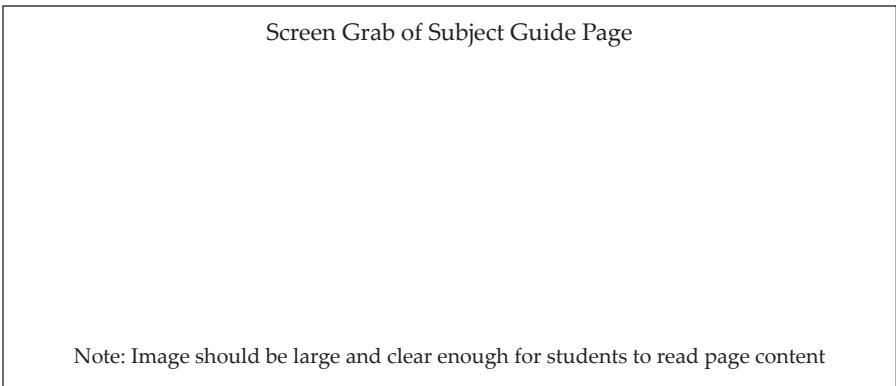 Screen Grab of Subject Guide Page
Note: Image should be large and clear enough for students to read page content